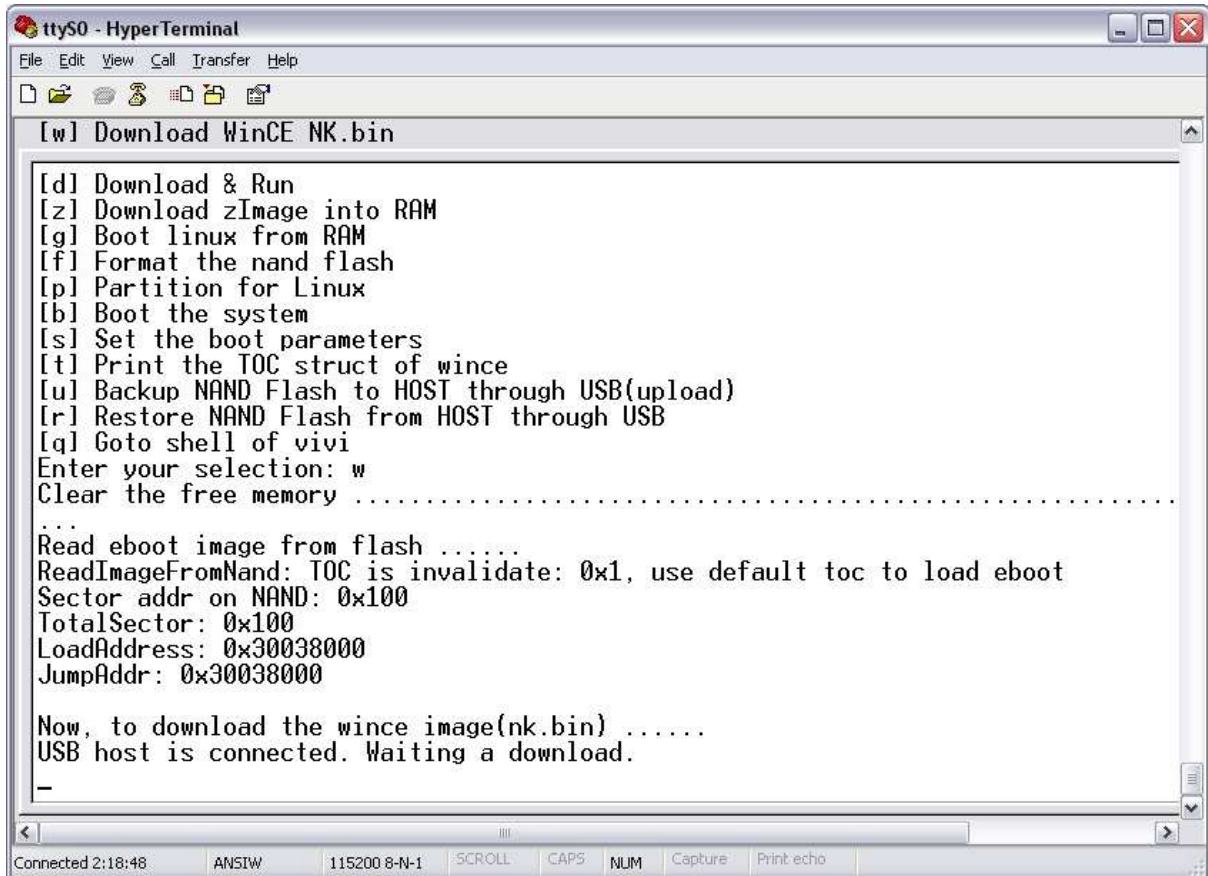 ttyS0 - HyperTerminal
File Edit View Call Transfer Help
[w] Download WinCE NK.bin
[d] Download & Run
[z] Download zImage into RAM
[g] Boot linux from RAM
[f] Format the nand flash
[p] Partition for Linux
[b] Boot the system
[s] Set the boot parameters
[t] Print the TOC struct of wince
[u] Backup NAND Flash to HOST through USB(upload)
[r] Restore NAND Flash from HOST through USB
[q] Goto shell of vivi
Enter your selection: w
Clear the free memory ..........................................................
...
Read eboot image from flash ......
ReadImageFromNand: TOC is invalidate: 0x1, use default toc to load eboot
Sector addr on NAND: 0x100
TotalSector: 0x100
LoadAddress: 0x30038000
JumpAddr: 0x30038000
Now, to download the wince image(nk.bin) ......
USB host is connected. Waiting a download.
_
Connected 2:18:48 ANSIW 115200 8-N-1 SCROLL CAPS NUM Capture Print echo